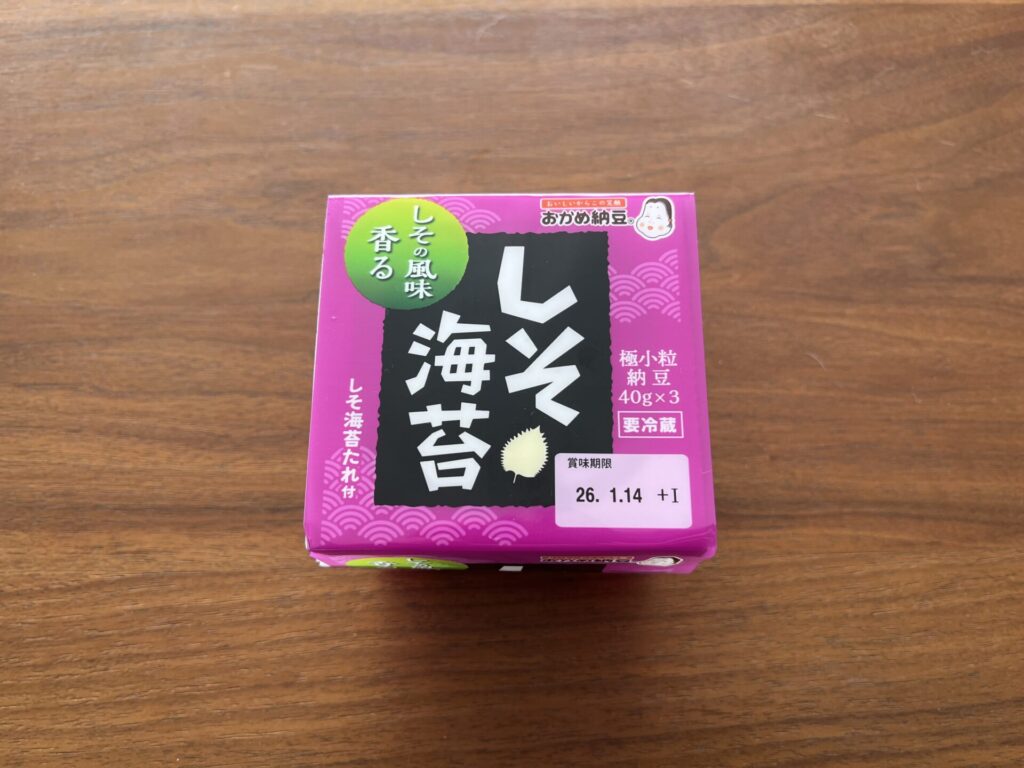 おいしいからこの笑顔
おかめ納豆®
しその風味
香る
しそ
海苔
しそ海苔たれ付
極小粒
納豆
40g×3
要冷蔵
賞味期限
26. 1.14 +I